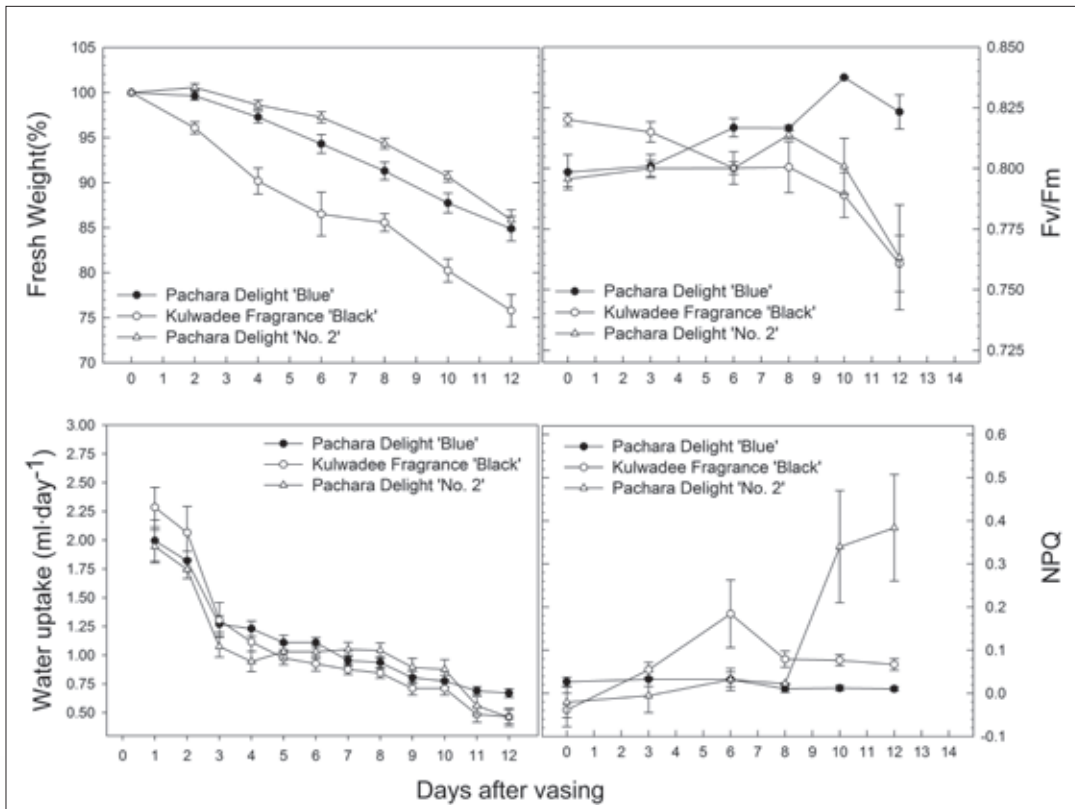 Fresh Weight(%)
105
100
95
90
85
80
75
70
Pachara Delight 'Blue'
Kulwadee Fragrance 'Black'
Pachara Delight 'No. 2'
0 1 2 3 4 5 6 7 8 9 10 11 12
0.850
0.825
0.800
0.775
0.750
0.725
Fv/Fm
Pachara Delight 'Blue'
Kulwadee Fragrance 'Black'
Pachara Delight 'No. 2'
0 1 2 3 4 5 6 7 8 9 10 11 12 13 14
Water uptake (ml·day-1)
3.00
2.75
2.50
2.25
2.00
1.75
1.50
1.25
1.00
0.75
0.50
Pachara Delight 'Blue'
Kulwadee Fragrance 'Black'
Pachara Delight 'No. 2'
0 1 2 3 4 5 6 7 8 9 10 11 12
Pachara Delight 'Blue'
Kulwadee Fragrance 'Black'
Pachara Delight 'No. 2'
0.6
0.5
0.4
0.3
0.2
0.1
0.0
-0.1
NPQ
0 1 2 3 4 5 6 7 8 9 10 11 12 13 14
Days after vasing